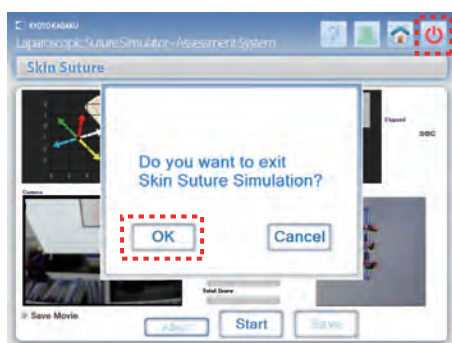 KYOTO KAGAKU
Laparoscopic Suture Simulator - Assessment System
?
Skin Suture
Elapsed
sec
Do you want to exit
Skin Suture Simulation?
Camera
OK
Cancel
Total Score
Save Movie
Start
Save